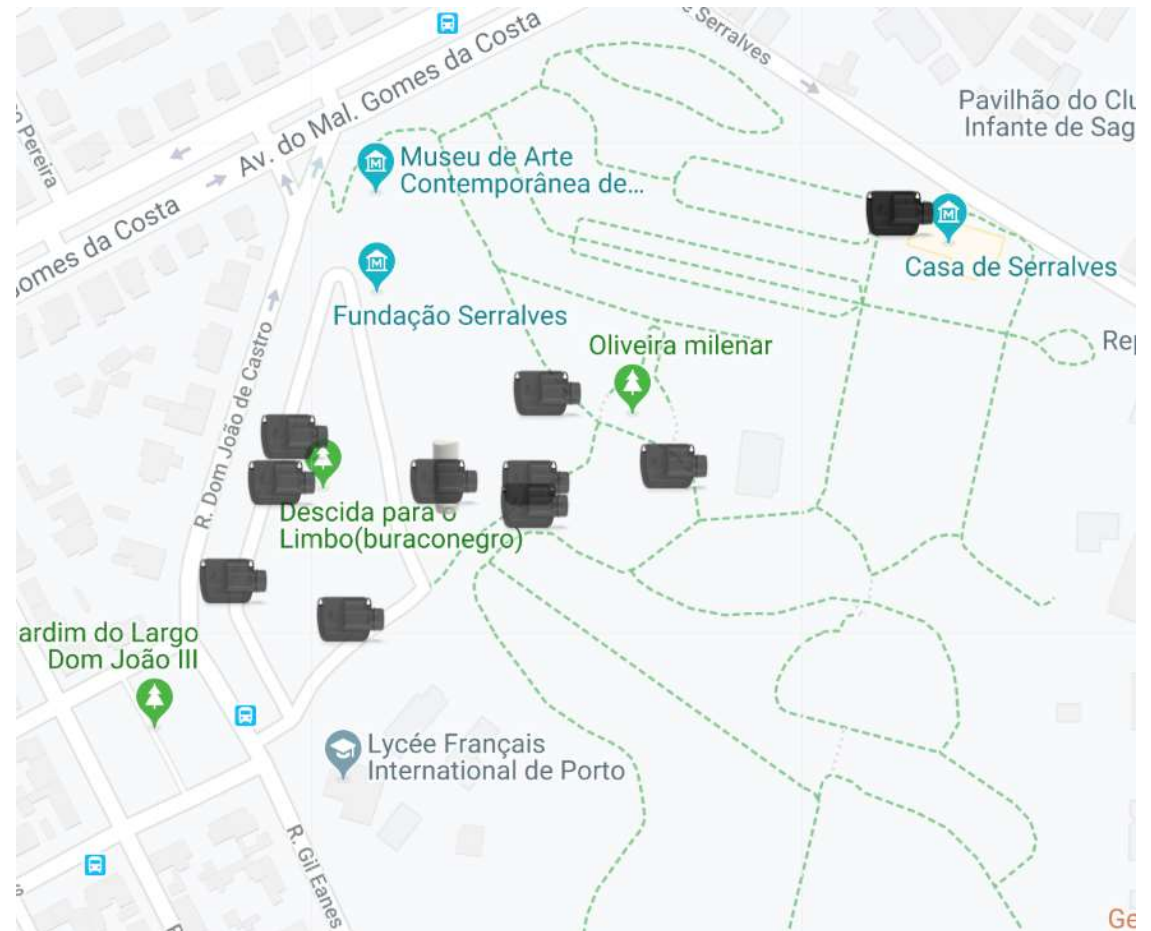 Serralves
Av. do Mal. Gomes da Costa
Pavilhão do Clu
Infante de Sag
Pereira
Museu de Arte
Contemporânea de...
Gomes da Costa
Casa de Serralves
Fundação Serralves
Rep
Oliveira milenar
R. Dom João de Castro
Descida para o
Limbo(buraconegro)
ardim do Largo
Dom João III
Lycée Français
International de Porto
R. Gil Eanes
Ge